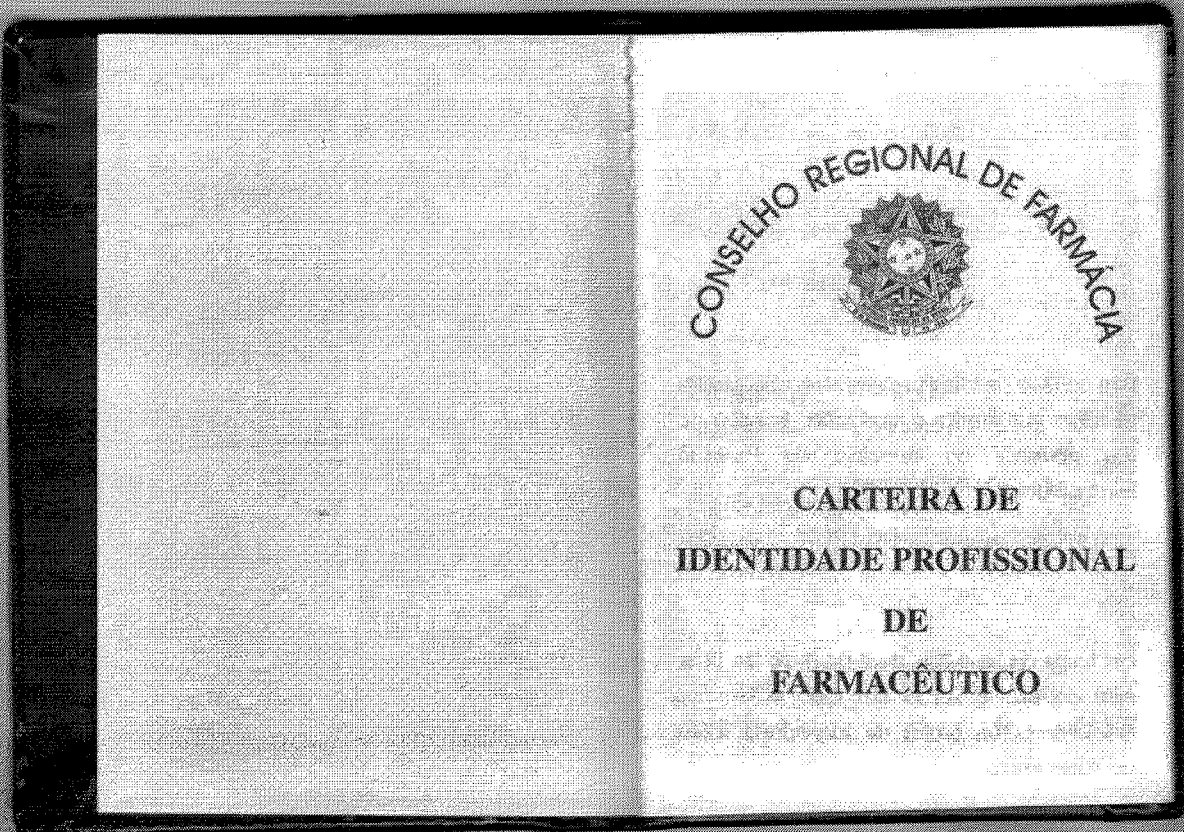 CONSELHO REGIONAL DE FARMÁCIA
CARTEIRA DE
IDENTIDADE PROFISSIONAL
DE
FARMACÊUTICO